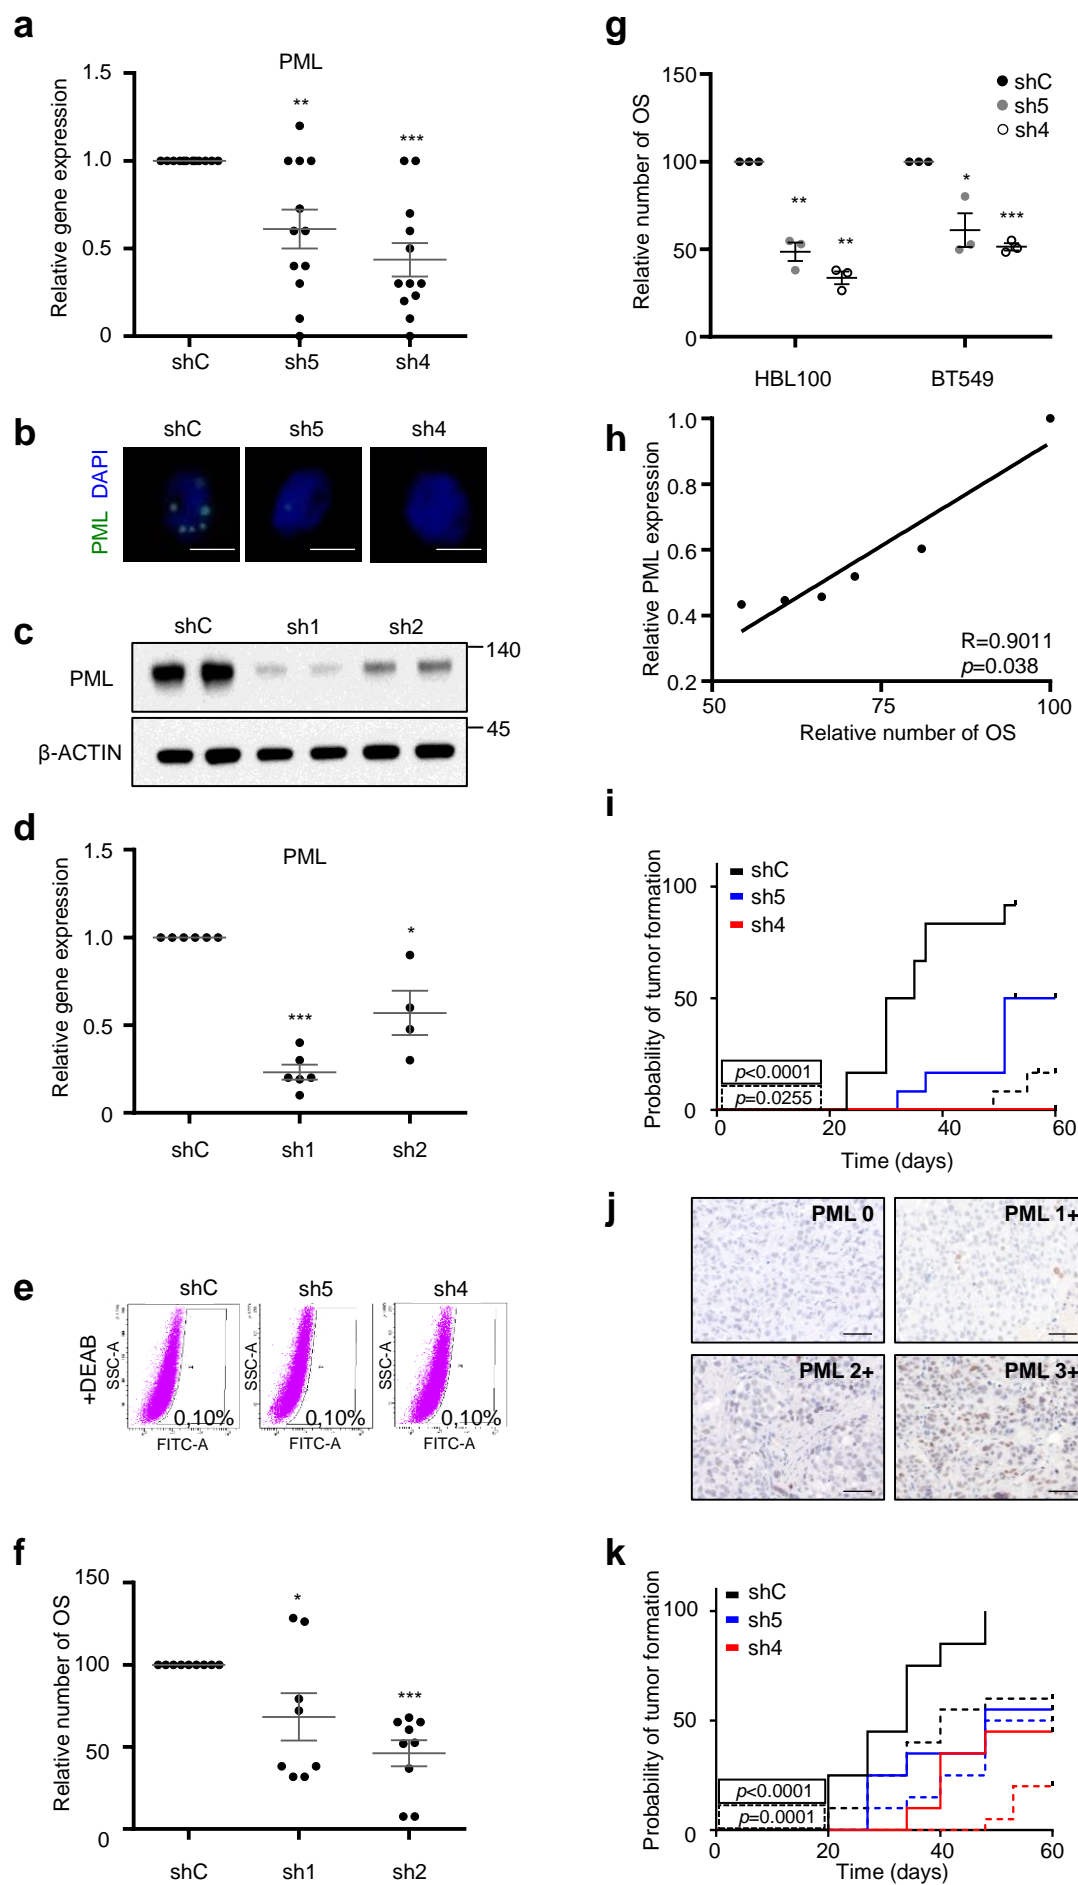 a
PML
1.5
1.0
0.5
0
Relative gene expression
**
***
shC
sh5
sh4
b
shC
sh5
sh4
PML DAPI
c
shC
sh1
sh2
PML
140
β-ACTIN
45
d
PML
1.5
1.0
0.5
0
Relative gene expression
***
*
shC
sh1
sh2
e
shC
sh5
sh4
+DEAB
SSC-A
0,10%
FITC-A
SSC-A
0,10%
FITC-A
SSC-A
0,10%
FITC-A
f
150
100
50
0
Relative number of OS
*
***
shC
sh1
sh2
g
150
100
50
0
Relative number of OS
shC
sh5
sh4
**
**
*
***
HBL100
BT549
h
1.0
0.8
0.6
0.4
0.2
Relative PML expression
R=0.9011
p=0.038
50
75
100
Relative number of OS
i
Probability of tumor formation
100
50
0
shC
sh5
sh4
p<0.0001
p=0.0255
0
20
40
60
Time (days)
j
PML 0
PML 1+
PML 2+
PML 3+
k
Probability of tumor formation
100
50
0
shC
sh5
sh4
p<0.0001
p=0.0001
0
20
40
60
Time (days)